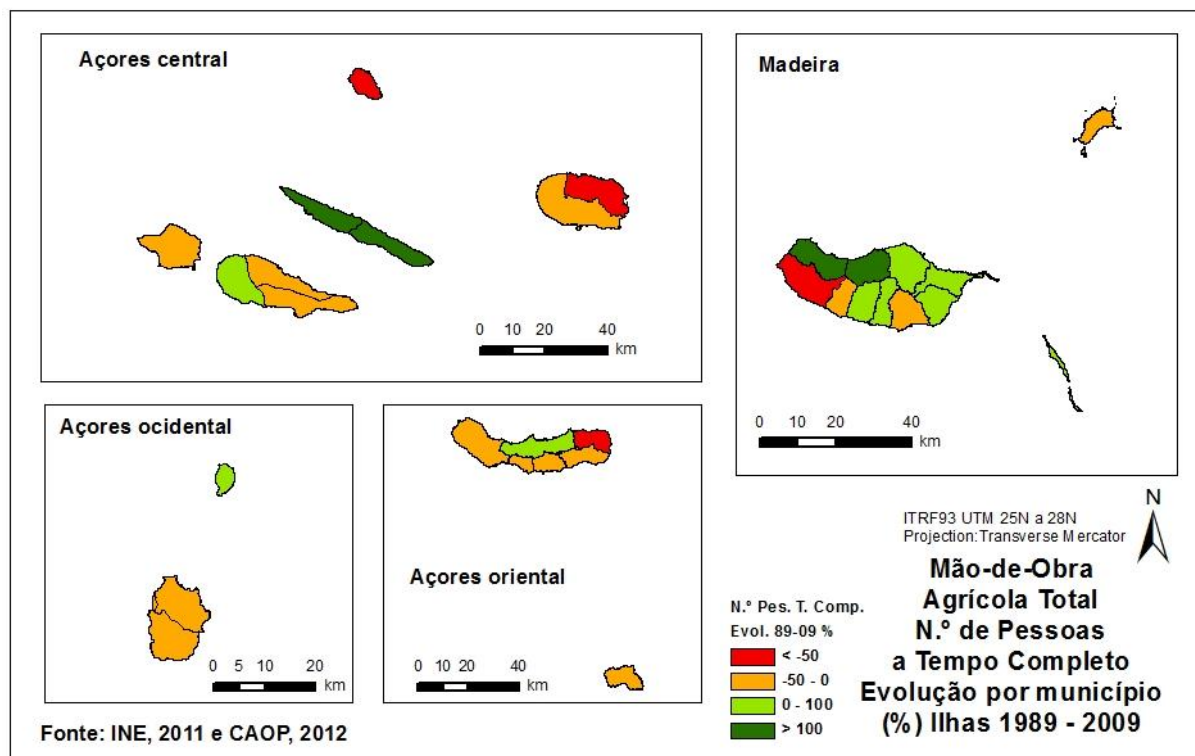 Açores central
0 10 20 40
km
Madeira
0 10 20 40
km
Açores ocidental
0 5 10 20
km
Açores oriental
0 10 20 40
km
N
ITRF93 UTM 25N a 28N
Projection:Transverse Mercator
Mão-de-Obra
Agrícola Total
N.º de Pessoas
a Tempo Completo
Evolução por município
(%) Ilhas 1989 - 2009
N.º Pes. T. Comp.
Evol. 89-09 %
< -50
-50 - 0
0 - 100
> 100
Fonte: INE, 2011 e CAOP, 2012